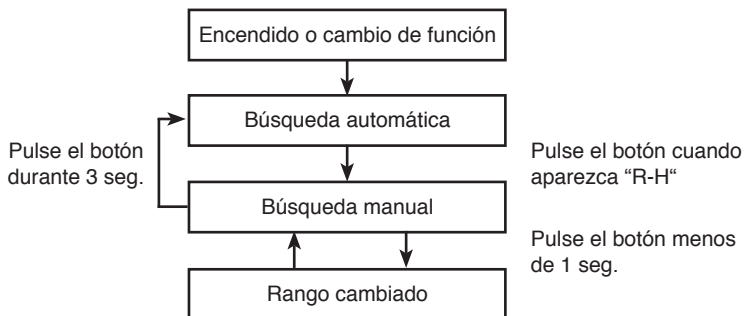 Encendido o cambio de función
Búsqueda automática
Pulse el botón
durante 3 seg.
Pulse el botón cuando
aparezca “R-H“
Búsqueda manual
Pulse el botón menos
de 1 seg.
Rango cambiado